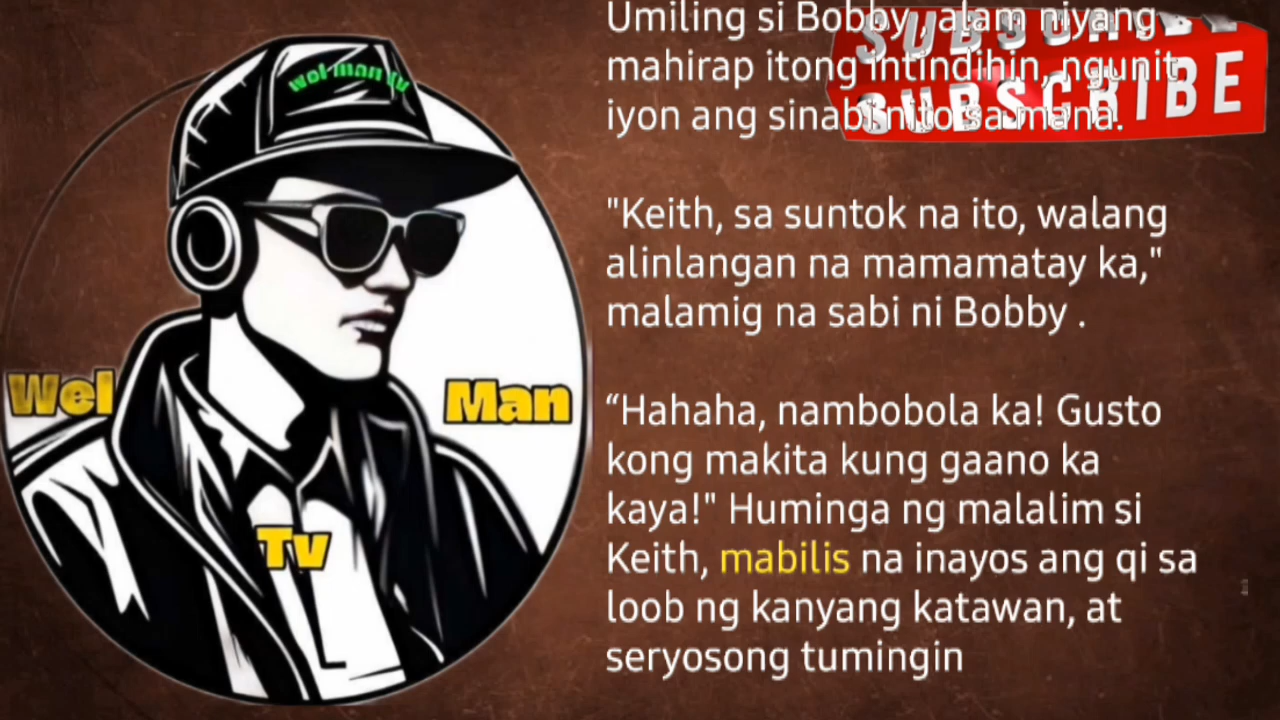 wel man tv
Wel
Man
Tv
SUBSCRIBE
SUBSCRIBE
Umiling si Bobby , alam niyang
mahirap itong intindihin, ngunit
iyon ang sinabi nito sa mana.
"Keith, sa suntok na ito, walang
alinlangan na mamamatay ka,"
malamig na sabi ni Bobby .
“Hahaha, nambobola ka! Gusto
kong makita kung gaano ka
kaya!" Huminga ng malalim si
Keith, mabilis na inayos ang qi sa
loob ng kanyang katawan, at
seryosong tumingin